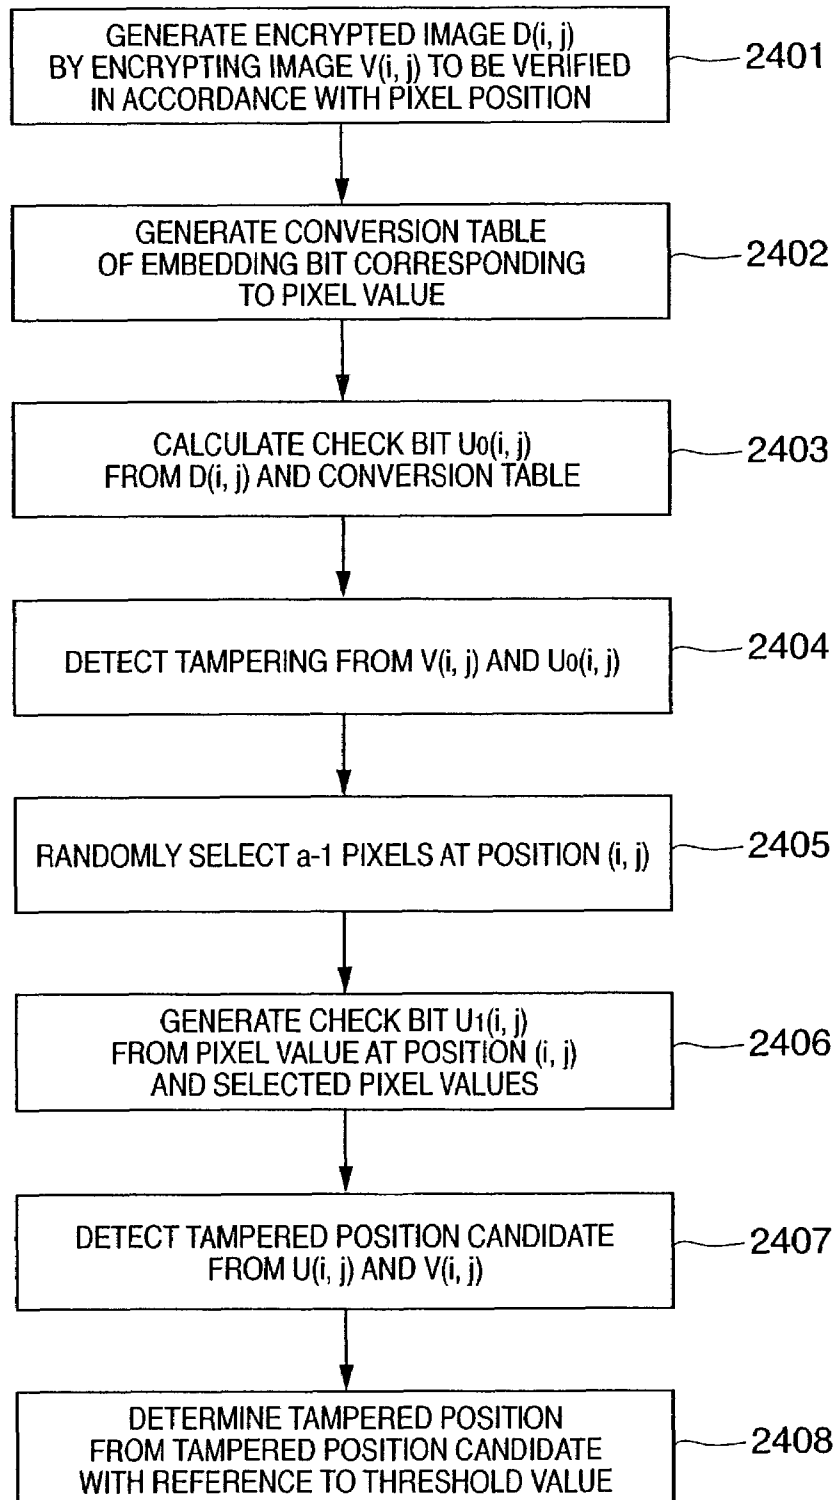 GENERATE ENCRYPTED IMAGE D(i, j)
BY ENCRYPTING IMAGE V(i, j) TO BE VERIFIED
IN ACCORDANCE WITH PIXEL POSITION
2401
GENERATE CONVERSION TABLE
OF EMBEDDING BIT CORRESPONDING
TO PIXEL VALUE
2402
CALCULATE CHECK BIT U0(i, j)
FROM D(i, j) AND CONVERSION TABLE
2403
DETECT TAMPERING FROM V(i, j) AND U0(i, j)
2404
RANDOMLY SELECT a-1 PIXELS AT POSITION (i, j)
2405
GENERATE CHECK BIT U1(i, j)
FROM PIXEL VALUE AT POSITION (i, j)
AND SELECTED PIXEL VALUES
2406
DETECT TAMPERED POSITION CANDIDATE
FROM U(i, j) AND V(i, j)
2407
DETERMINE TAMPERED POSITION
FROM TAMPERED POSITION CANDIDATE
WITH REFERENCE TO THRESHOLD VALUE
2408